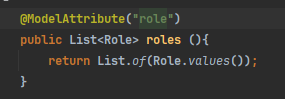 @ModelAttribute("role")
public List<Role> roles (){
return List.of(Role.values());
}